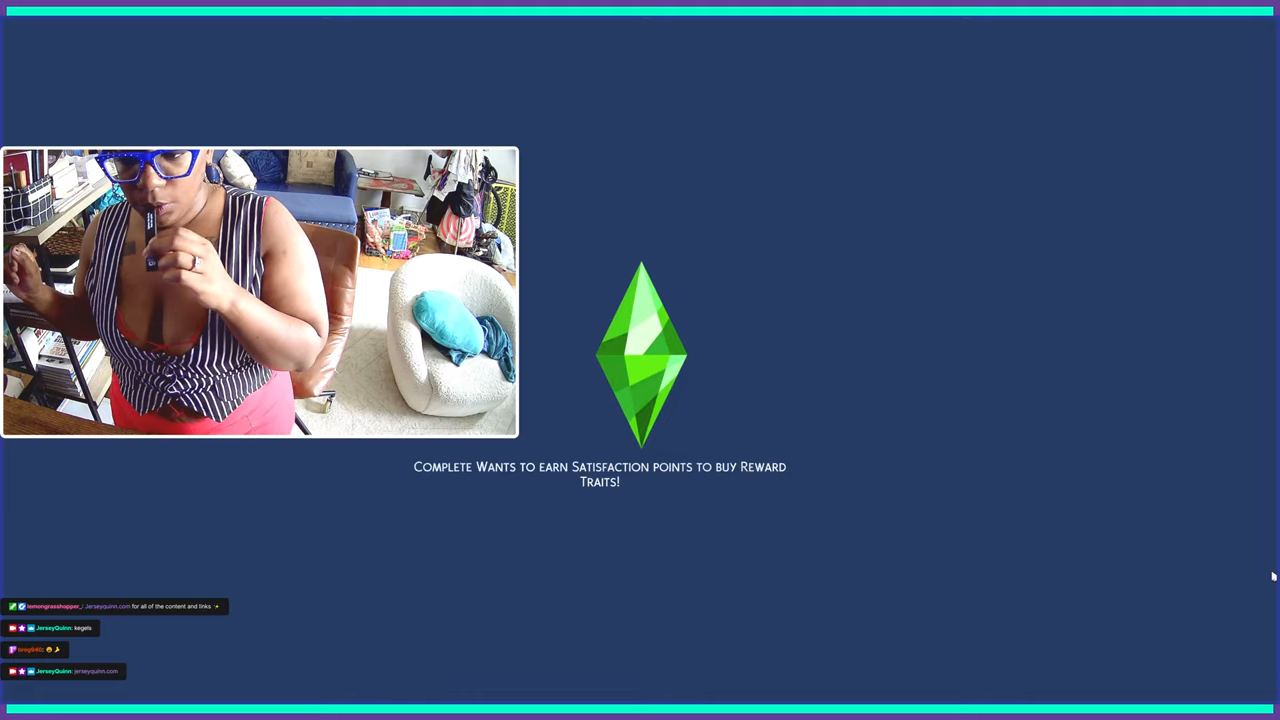 Complete Wants to earn Satisfaction points to buy Reward
Traits!
lemongrasshopper_: Jerseyquinn.com for all of the content and links ✨
JerseyQuinn: kegels
JerseyQuinn: jerseyquinn.com